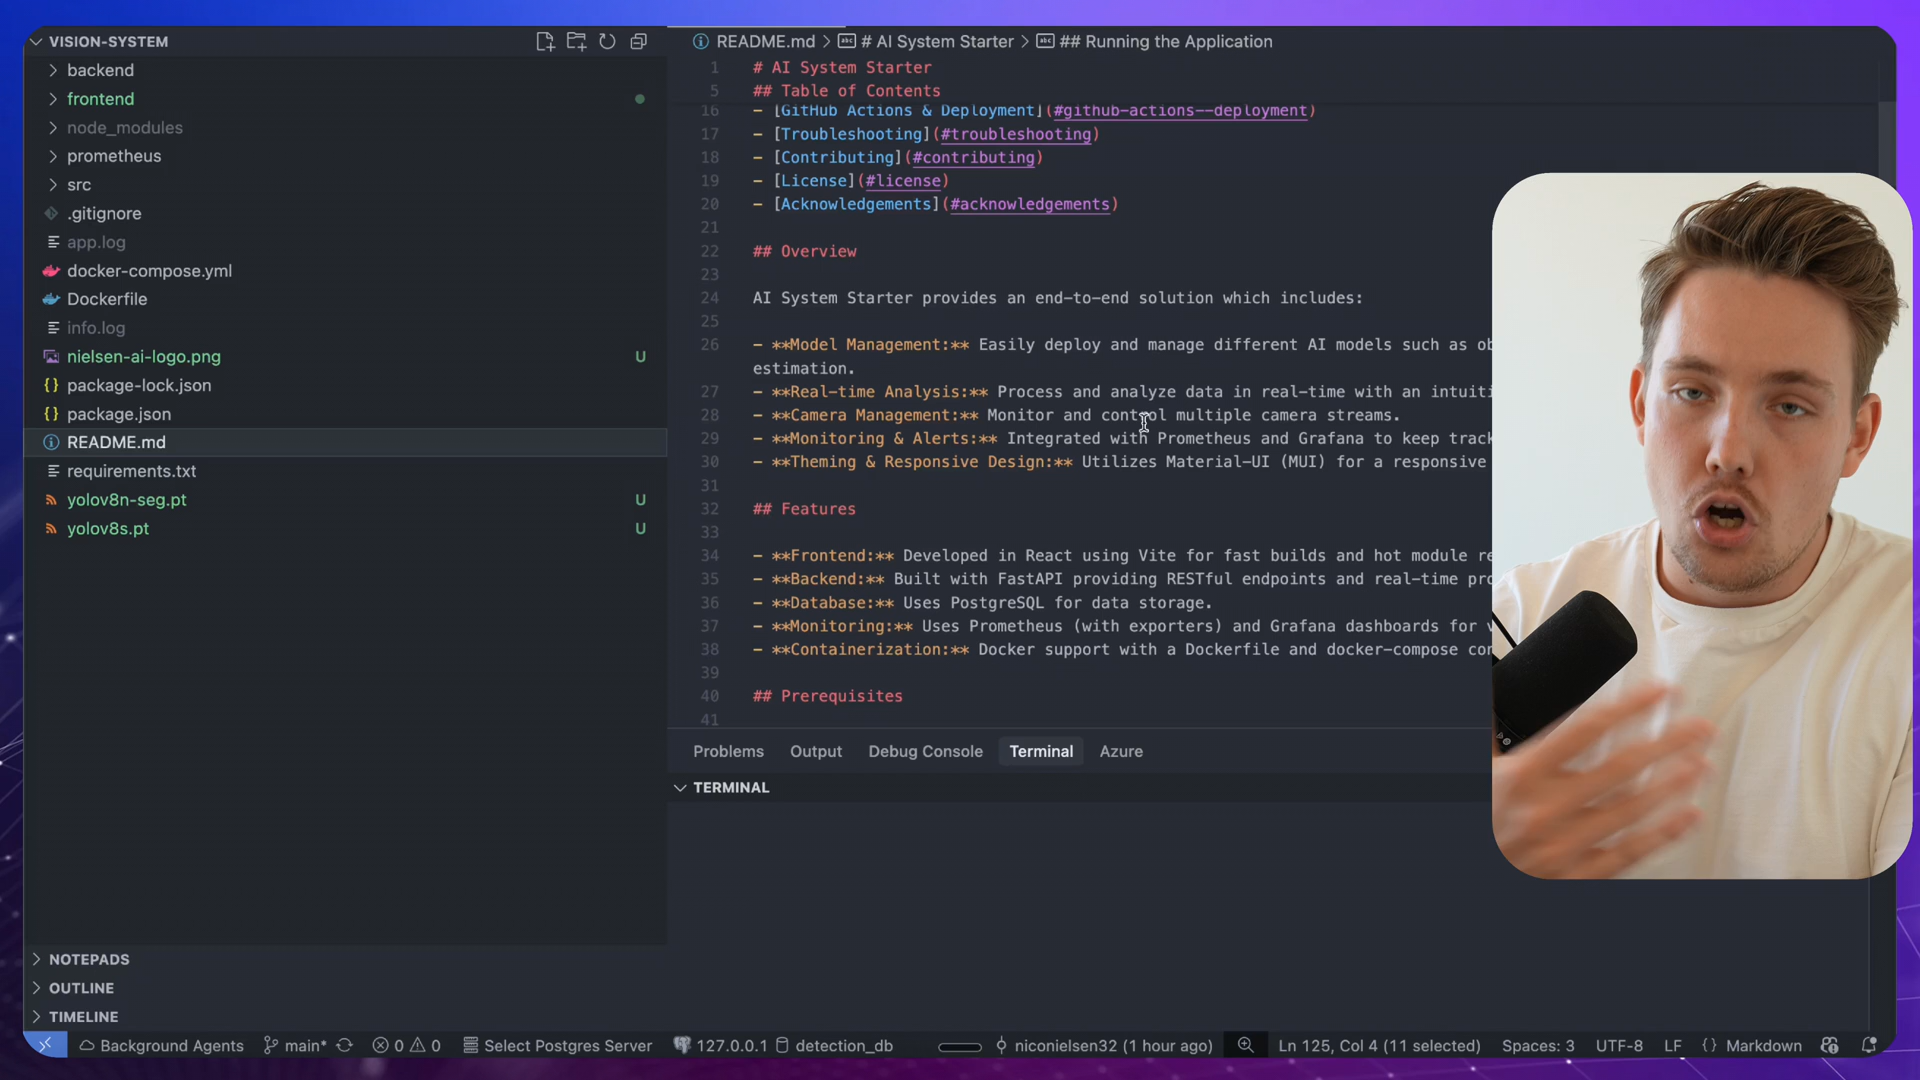 VISION-SYSTEM
backend
frontend
node_modules
prometheus
src
.gitignore
app.log
docker-compose.yml
Dockerfile
info.log
nielsen-ai-logo.png U
package-lock.json
package.json
README.md
requirements.txt
yolov8n-seg.pt U
yolov8s.pt U
NOTEPADS
OUTLINE
TIMELINE
README.md > # AI System Starter > ## Running the Application
1 # AI System Starter
5 ## Table of Contents
16 - [GitHub Actions & Deployment](#github-actions--deployment)
17 - [Troubleshooting](#troubleshooting)
18 - [Contributing](#contributing)
19 - [License](#license)
20 - [Acknowledgements](#acknowledgements)
21
22 ## Overview
23
24 AI System Starter provides an end-to-end solution which includes:
25
26 - **Model Management:** Easily deploy and manage different AI models such as ob
estimation.
27 - **Real-time Analysis:** Process and analyze data in real-time with an intuiti
28 - **Camera Management:** Monitor and control multiple camera streams.
29 - **Monitoring & Alerts:** Integrated with Prometheus and Grafana to keep track
30 - **Theming & Responsive Design:** Utilizes Material-UI (MUI) for a responsive
31
32 ## Features
33
34 - **Frontend:** Developed in React using Vite for fast builds and hot module re
35 - **Backend:** Built with FastAPI providing RESTful endpoints and real-time pro
36 - **Database:** Uses PostgreSQL for data storage.
37 - **Monitoring:** Uses Prometheus (with exporters) and Grafana dashboards for v
38 - **Containerization:** Docker support with a Dockerfile and docker-compose con
39
40 ## Prerequisites
41
Problems Output Debug Console Terminal Azure
TERMINAL
Background Agents main* 0 0 Select Postgres Server 127.0.0.1 detection_db niconielsen32 (1 hour ago) Ln 125, Col 4 (11 selected) Spaces: 3 UTF-8 LF {} Markdown